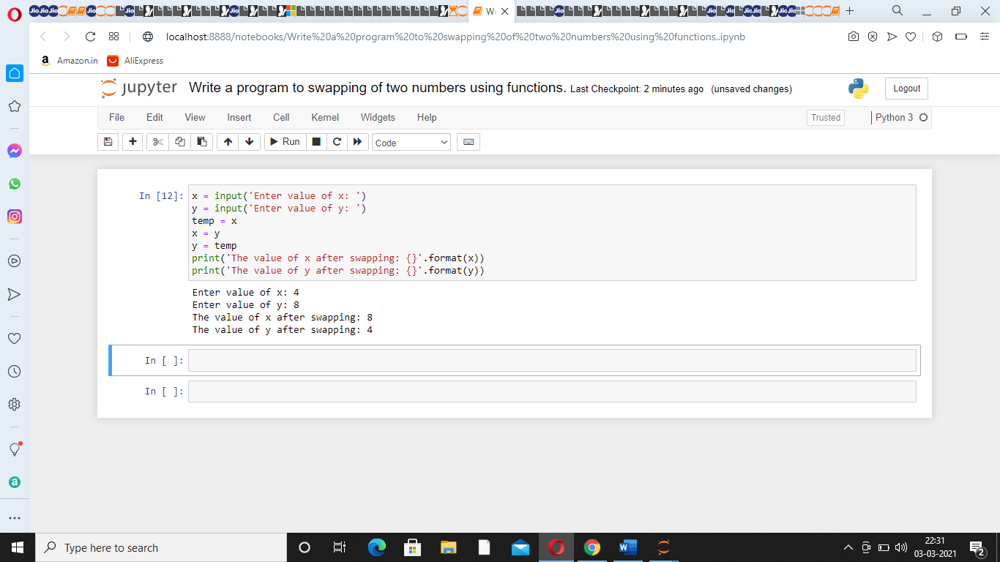 W
localhost:8888/notebooks/Write%20a%20program%20to%20swapping%20of%20two%20numbers%20using%20functions..ipynb
Amazon.in
AliExpress
jupyter Write a program to swapping of two numbers using functions. Last Checkpoint: 2 minutes ago (unsaved changes)
Logout
File Edit View Insert Cell Kernel Widgets Help
Trusted
Python 3
Run
Code
In [12]: x = input('Enter value of x: ')
y = input('Enter value of y: ')
temp = x
x = y
y = temp
print('The value of x after swapping: {}'.format(x))
print('The value of y after swapping: {}'.format(y))
Enter value of x: 4
Enter value of y: 8
The value of x after swapping: 8
The value of y after swapping: 4
In [ ]:
In [ ]:
Type here to search
22:31
03-03-2021
2